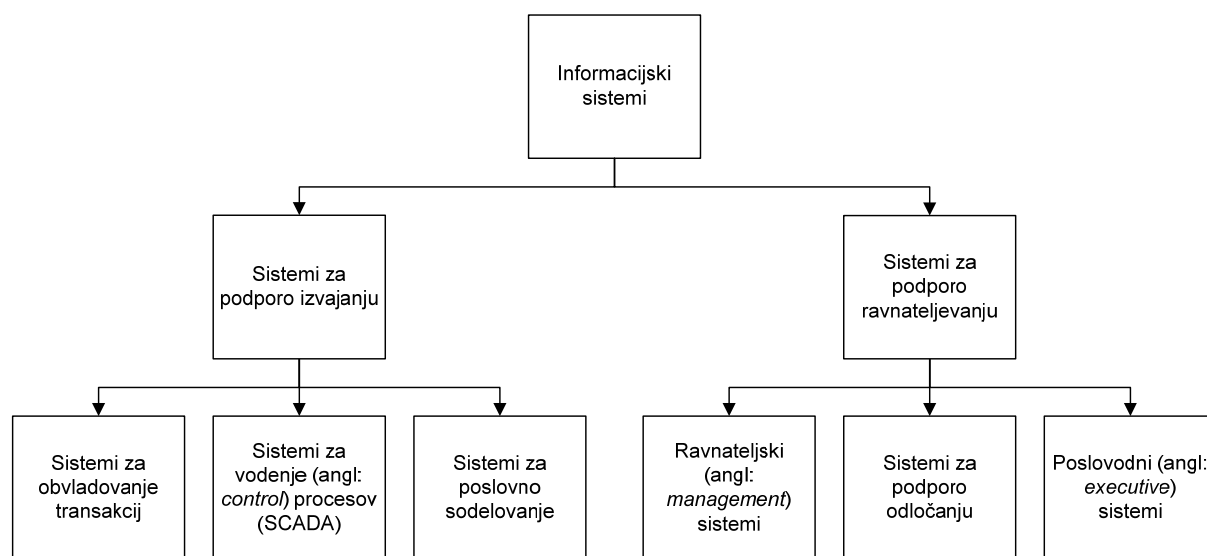 Informacijski
sistemi
Sistemi za
podporo izvajanju
Sistemi za
podporo
ravnateljevanju
Sistemi za
obvladovanje
transakcij
Sistemi za
vodenje (angl:
control) procesov
(SCADA)
Sistemi za
poslovno
sodelovanje
Ravnateljski
(angl:
management)
sistemi
Sistemi za
podporo
odločanju
Poslovodni (angl:
executive)
sistemi